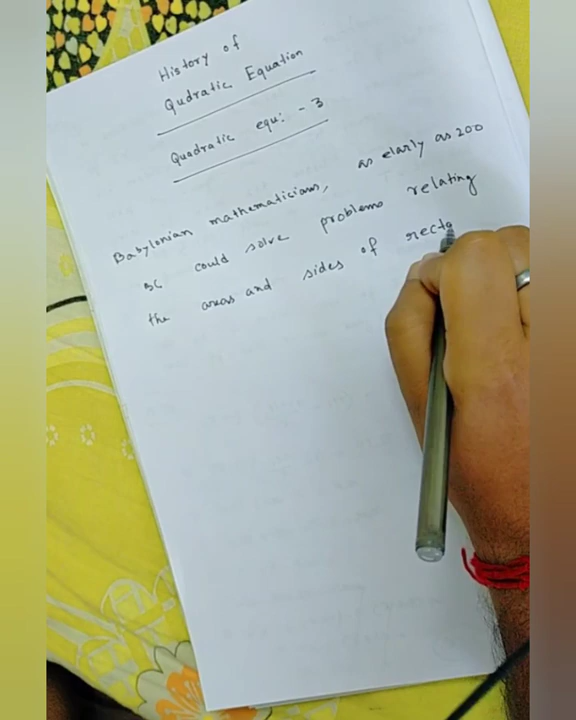 History of
Qudratic Equation
Quadratic equ: - 3
Babylonian mathematicians, as elarly as 200
BC could solve problems relating
the areas and sides of recta